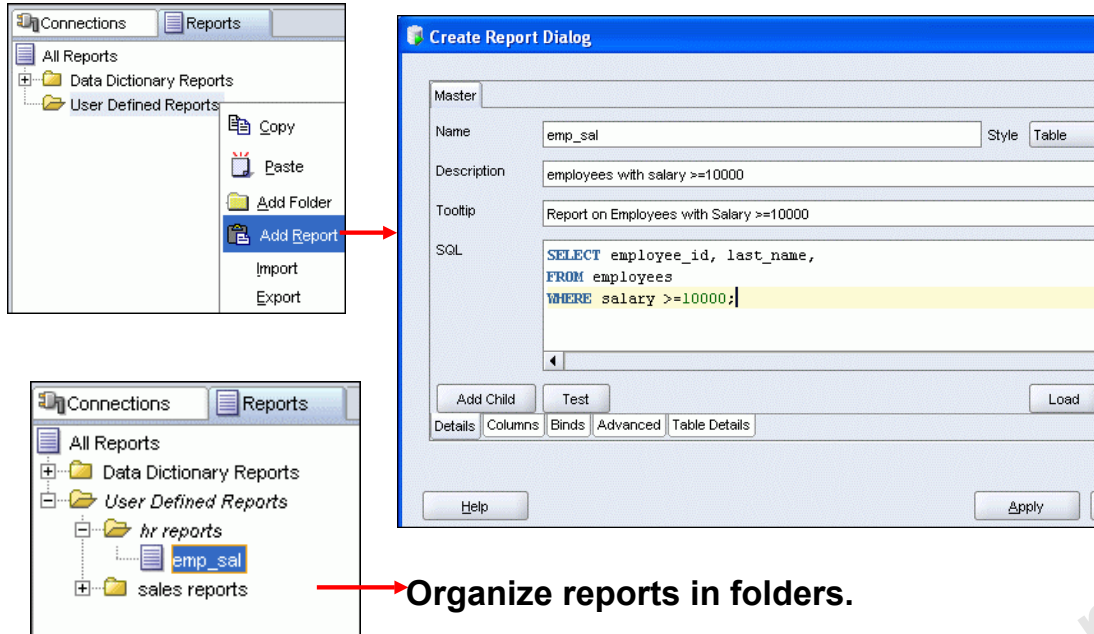 Connections Reports
All Reports
Data Dictionary Reports
User Defined Reports
Copy
Paste
Add Folder
Add Report
Import
Export
Create Report Dialog
Master
Name emp_sal Style Table
Description employees with salary >=10000
Tooltip Report on Employees with Salary >=10000
SQL SELECT employee_id, last_name,
FROM employees
WHERE salary >=10000;
Add Child Test Load
Details Columns Binds Advanced Table Details
Help Apply
Connections Reports
All Reports
Data Dictionary Reports
User Defined Reports
hr reports
emp_sal
sales reports
Organize reports in folders.